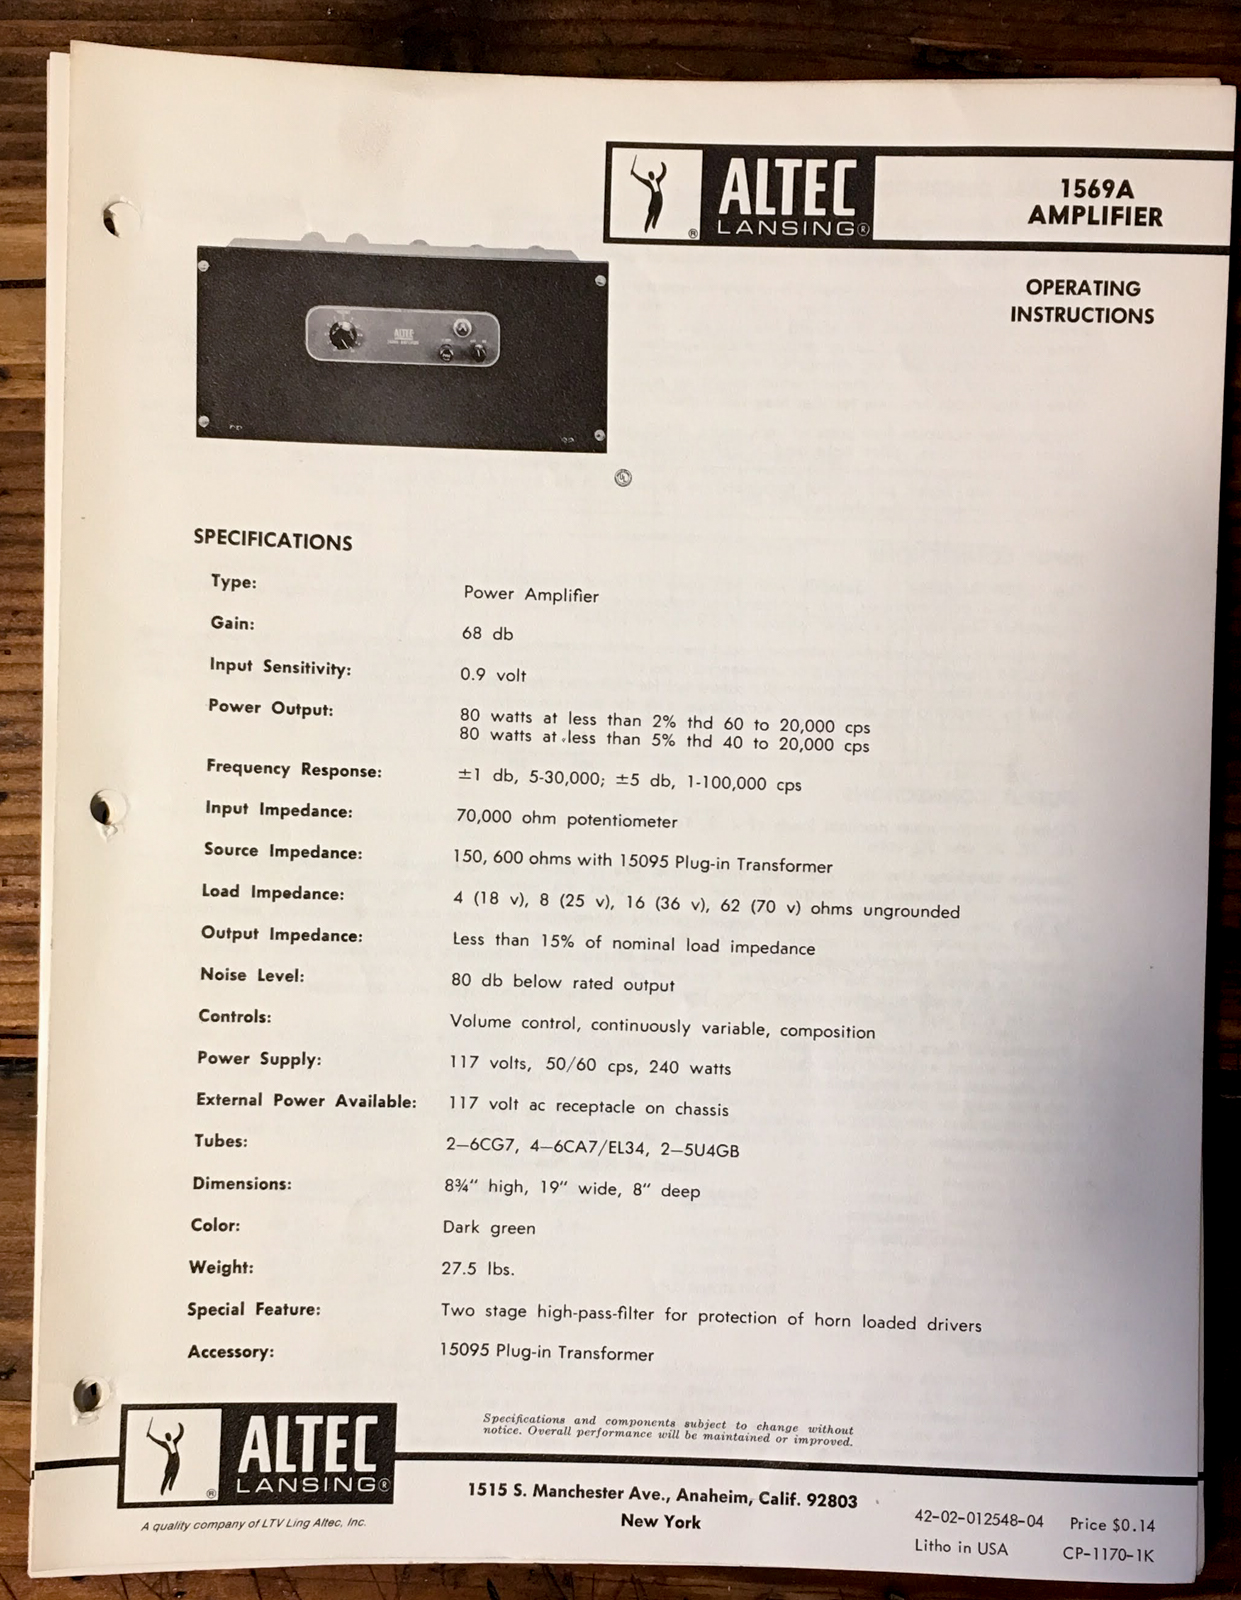 ALTEC
LANSING®
®
1569A
AMPLIFIER
OPERATING
INSTRUCTIONS
ALTEC
UL
SPECIFICATIONS
Type: Power Amplifier
Gain: 68 db
Input Sensitivity: 0.9 volt
Power Output: 80 watts at less than 2% thd 60 to 20,000 cps
80 watts at less than 5% thd 40 to 20,000 cps
Frequency Response: ±1 db, 5-30,000; ±5 db, 1-100,000 cps
Input Impedance: 70,000 ohm potentiometer
Source Impedance: 150, 600 ohms with 15095 Plug-in Transformer
Load Impedance: 4 (18 v), 8 (25 v), 16 (36 v), 62 (70 v) ohms ungrounded
Output Impedance: Less than 15% of nominal load impedance
Noise Level: 80 db below rated output
Controls: Volume control, continuously variable, composition
Power Supply: 117 volts, 50/60 cps, 240 watts
External Power Available: 117 volt ac receptacle on chassis
Tubes: 2—6CG7, 4—6CA7/EL34, 2—5U4GB
Dimensions: 8¾" high, 19" wide, 8" deep
Color: Dark green
Weight: 27.5 lbs.
Special Feature: Two stage high-pass-filter for protection of horn loaded drivers
Accessory: 15095 Plug-in Transformer
ALTEC
LANSING®
®
A quality company of LTV Ling Altec, Inc.
Specifications and components subject to change without
notice. Overall performance will be maintained or improved.
1515 S. Manchester Ave., Anaheim, Calif. 92803
New York
42-02-012548-04 Price $0.14
Litho in USA CP-1170-1K